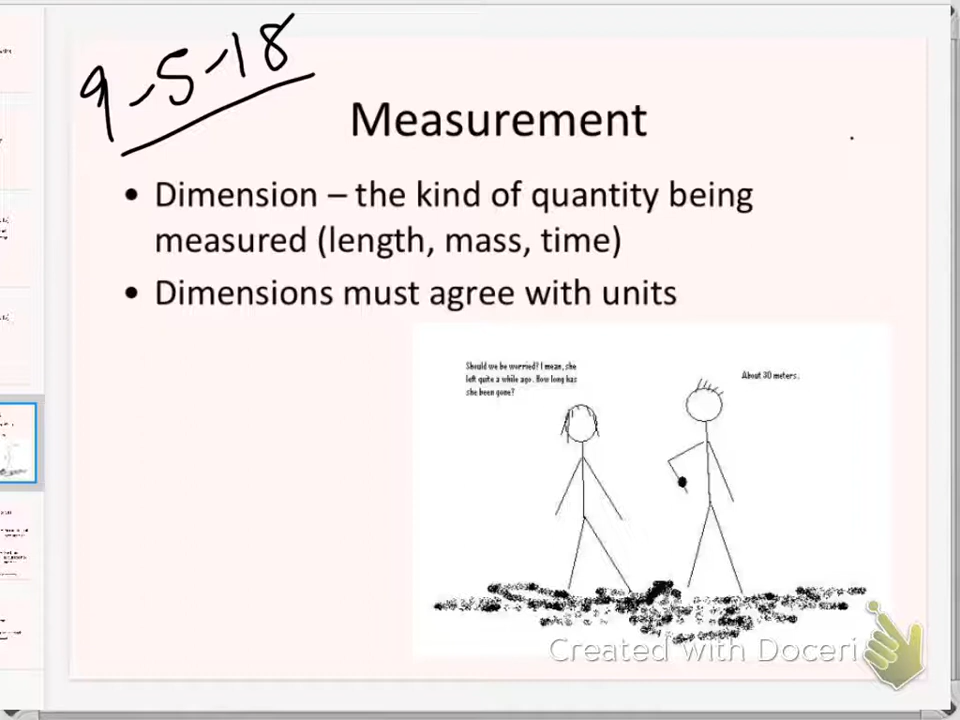 9-5-18
Measurement
• Dimension – the kind of quantity being
measured (length, mass, time)
• Dimensions must agree with units
Should we be worried? I mean, she
left quite a while ago. How long has
she been gone?
About 30 meters.
Created with Doceri